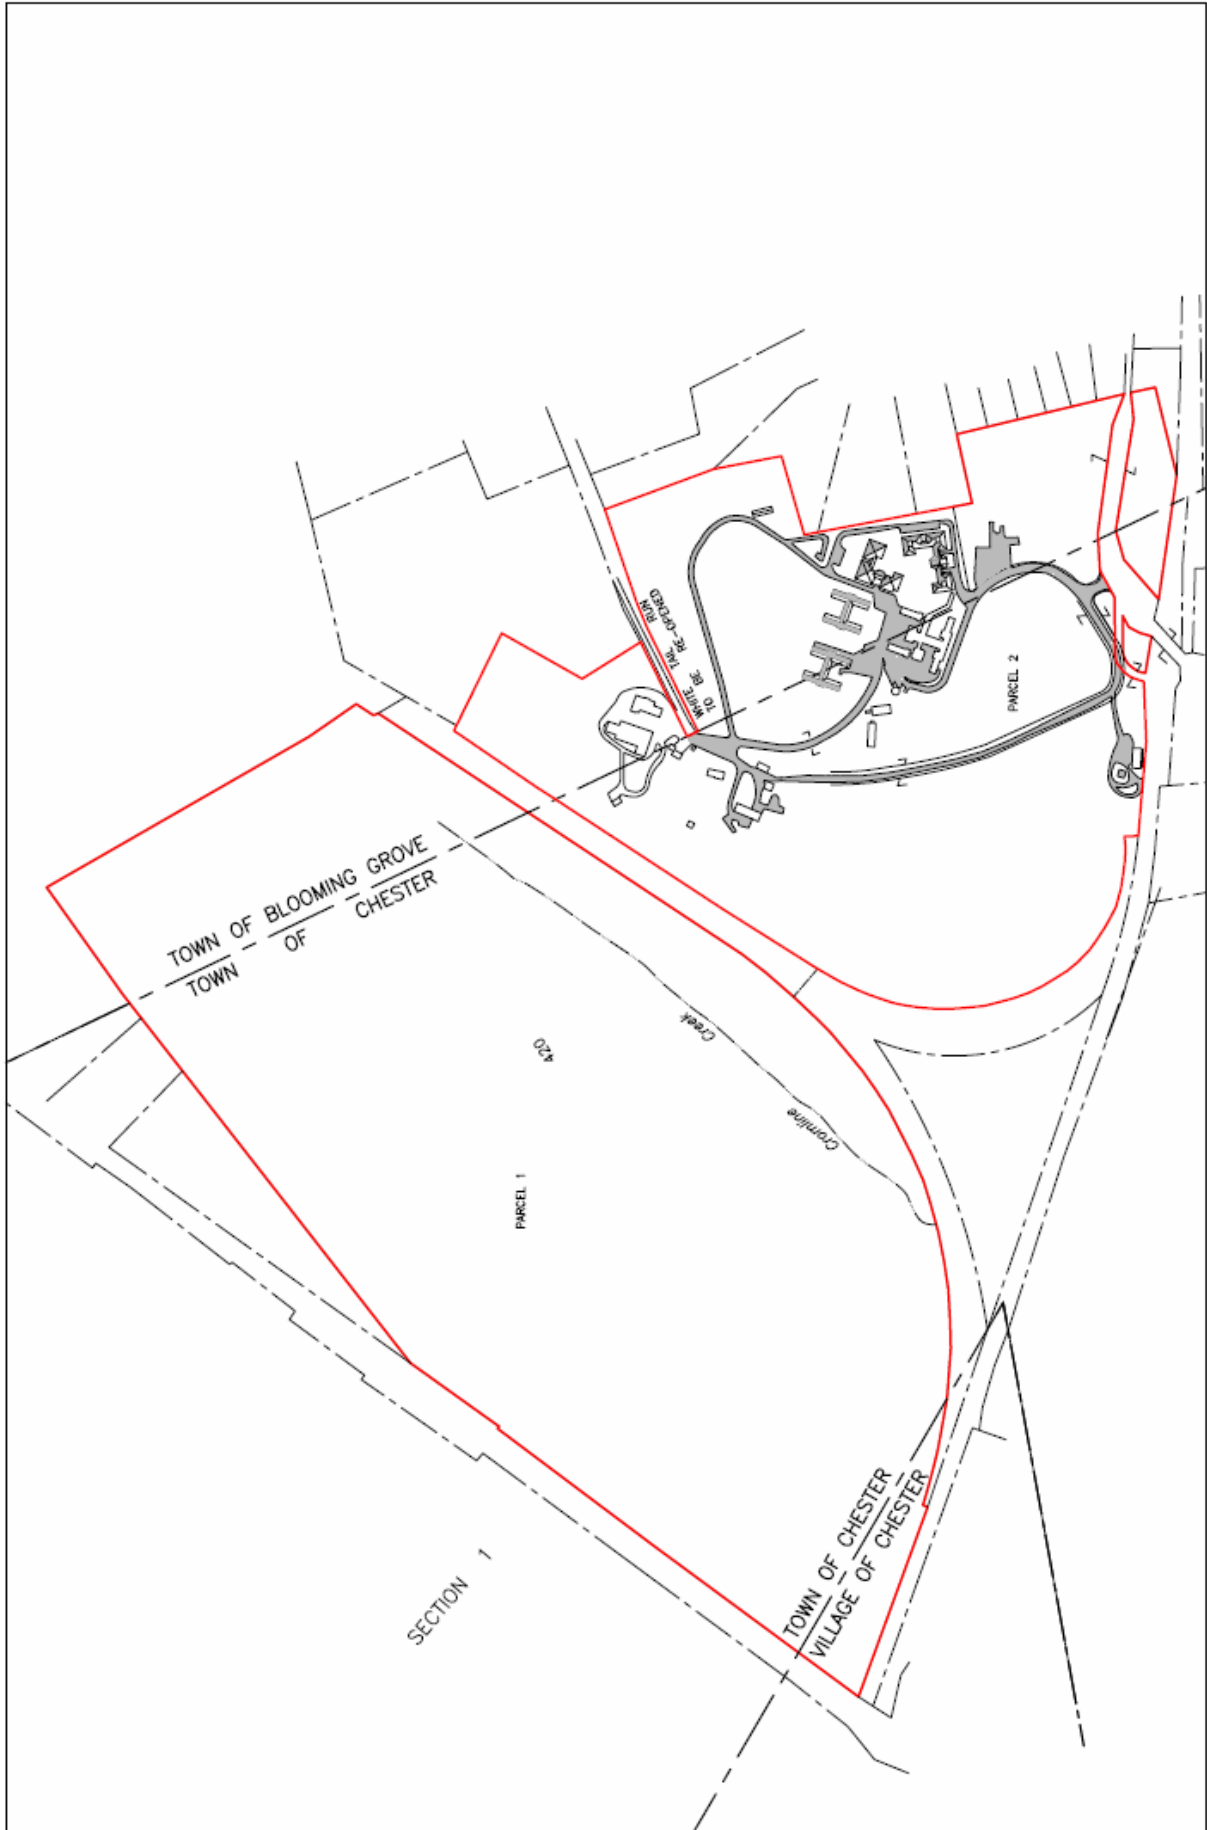 WHITE TAIL RUN
TO BE RE-OPENED
PARCEL 2
TOWN OF BLOOMING GROVE
TOWN OF CHESTER
420
Creek
Cromline
PARCEL 1
SECTION 1
TOWN OF CHESTER
VILLAGE OF CHESTER